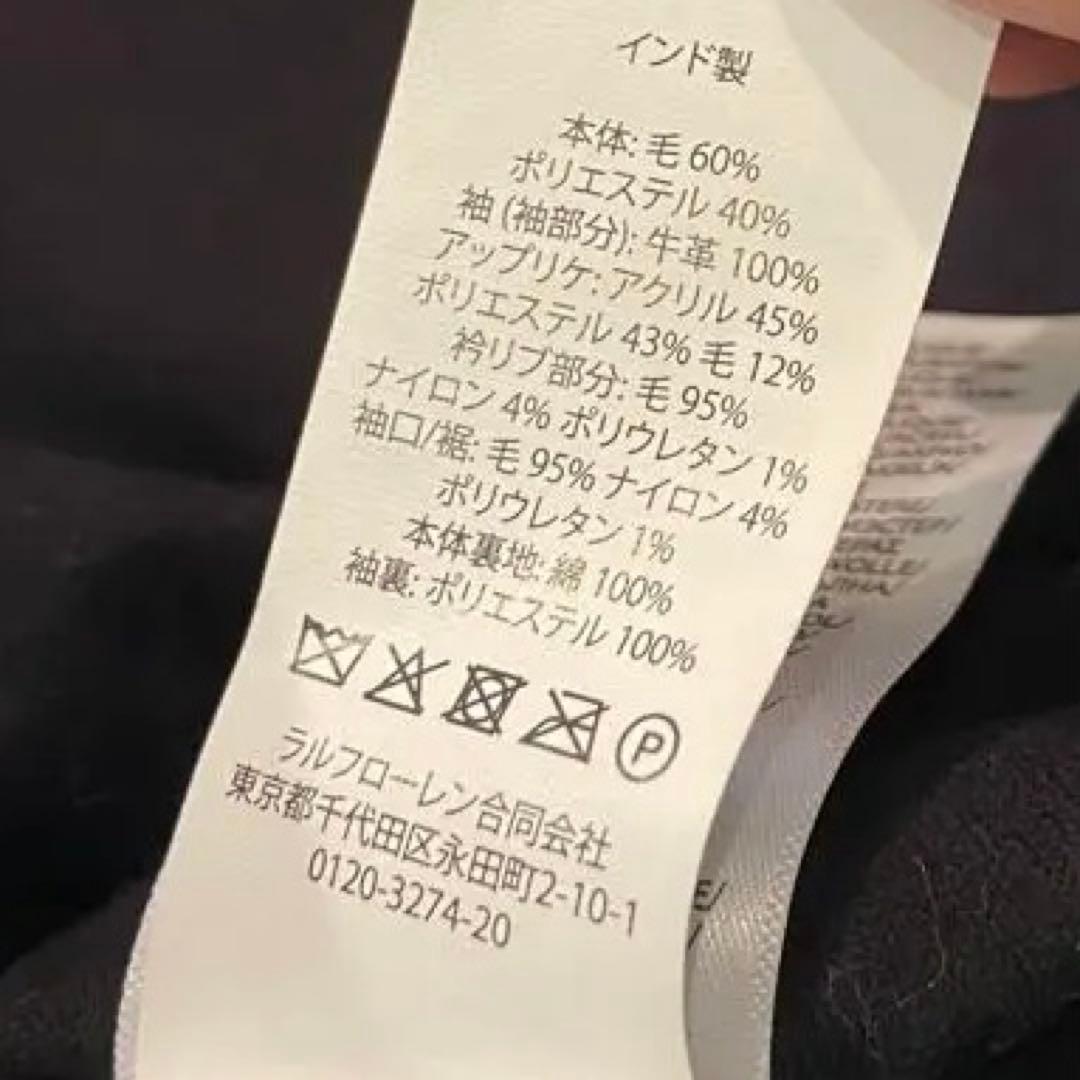 インド製
本体: 毛 60%
ポリエステル 40%
袖 (袖部分): 牛革 100%
アップリケ: アクリル 45%
ポリエステル 43% 毛 12%
衿リブ部分: 毛 95%
ナイロン 4% ポリウレタン 1%
袖口/裾: 毛 95% ナイロン 4%
ポリウレタン 1%
本体裏地: 綿 100%
袖裏: ポリエステル 100%
P
ラルフローレン合同会社
東京都千代田区永田町2-10-1
0120-3274-20